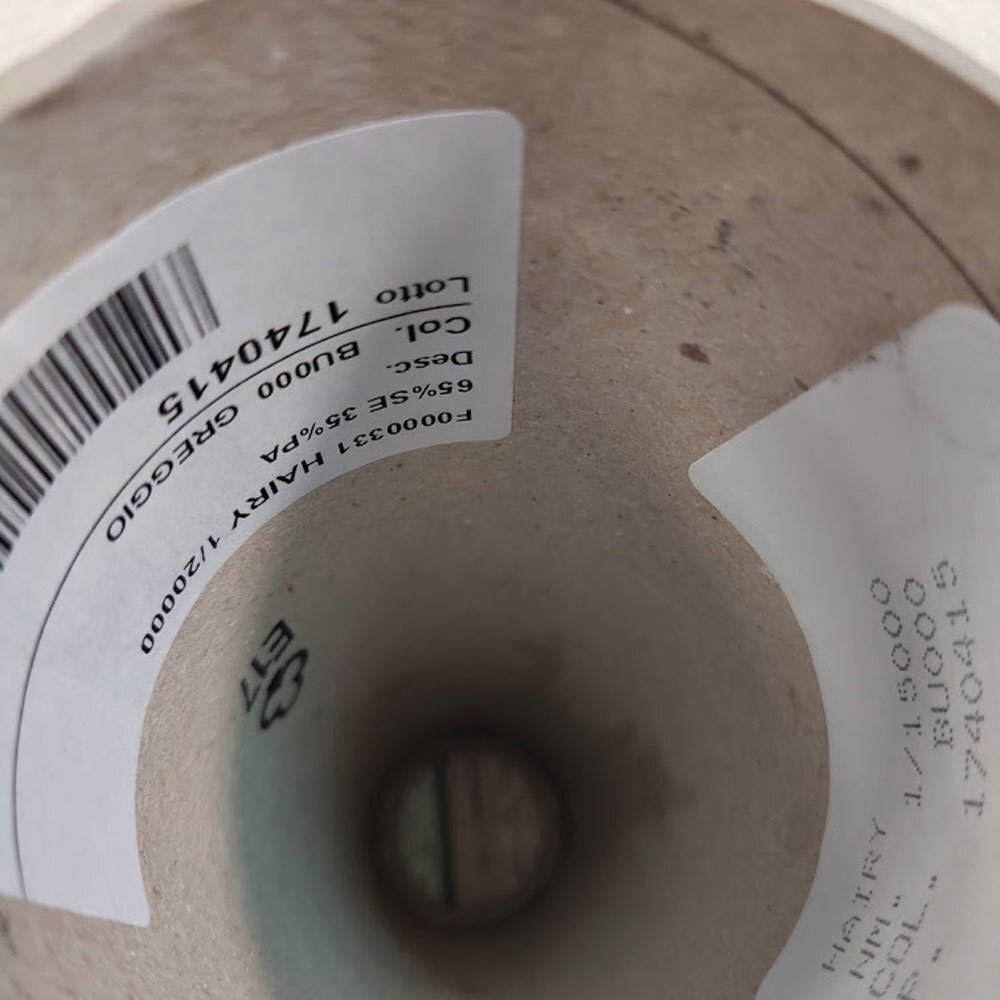 F0000331 HAIRY 1/20000
65%SE 35%PA
Desc.
Col. BU000 GREGGIO
Lotto 1740415
E17
HAIRY
NM. 1/15000
COL. BU000
P. 1740415